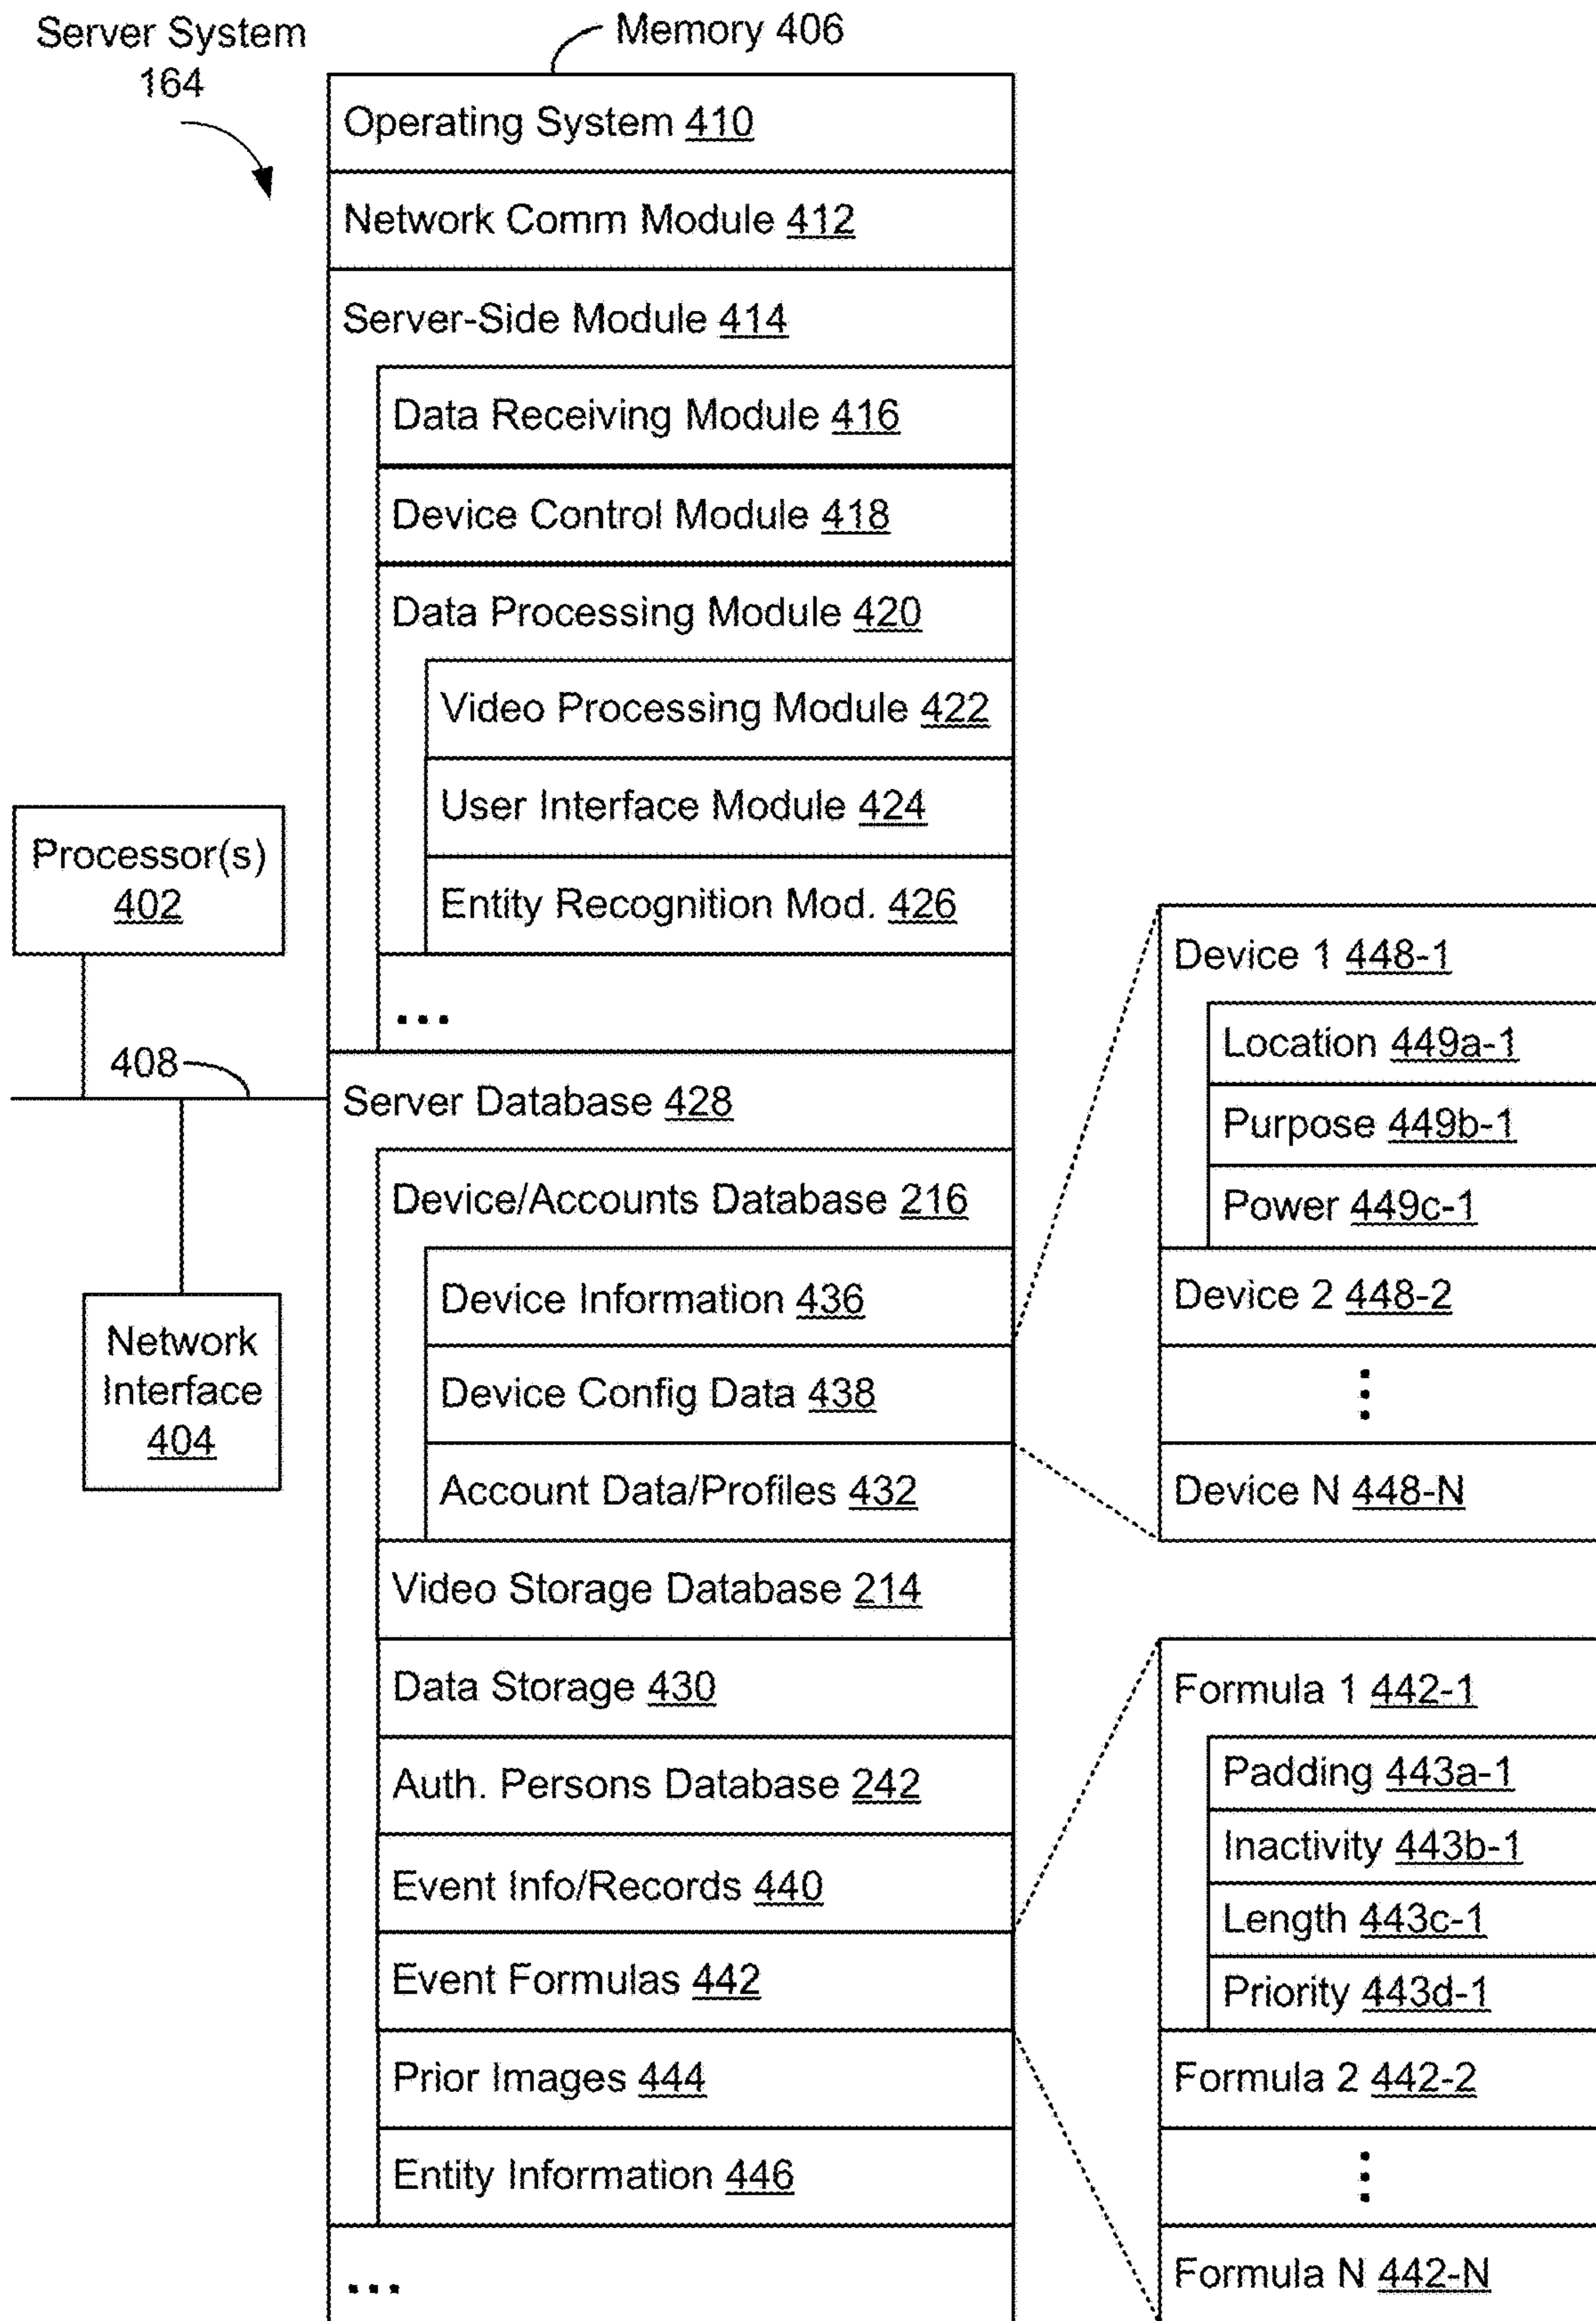 Server System
164
Memory 406
Operating System 410
Network Comm Module 412
Server-Side Module 414
Data Receiving Module 416
Device Control Module 418
Data Processing Module 420
Video Processing Module 422
User Interface Module 424
Entity Recognition Mod. 426
...
Processor(s)
402
408
Network
Interface
404
Server Database 428
Device/Accounts Database 216
Device Information 436
Device Config Data 438
Account Data/Profiles 432
Video Storage Database 214
Data Storage 430
Auth. Persons Database 242
Event Info/Records 440
Event Formulas 442
Prior Images 444
Entity Information 446
...
Device 1 448-1
Location 449a-1
Purpose 449b-1
Power 449c-1
Device 2 448-2
⋮
Device N 448-N
Formula 1 442-1
Padding 443a-1
Inactivity 443b-1
Length 443c-1
Priority 443d-1
Formula 2 442-2
⋮
Formula N 442-N